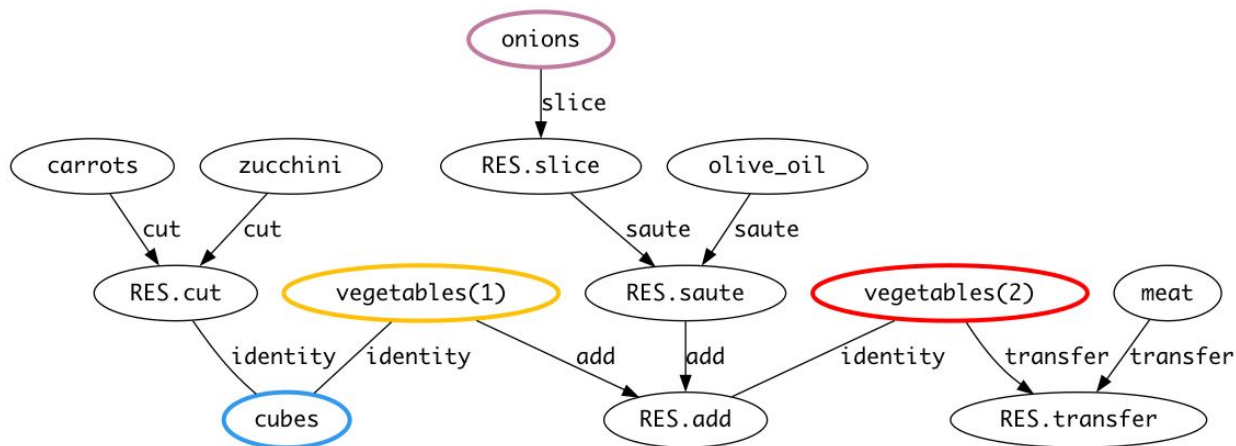 onions
slice
carrots
zucchini
RES.slice
olive_oil
cut
cut
saute
saute
RES.cut
vegetables(1)
RES.saute
vegetables(2)
meat
identity
identity
add
add
identity
transfer
transfer
cubes
RES.add
RES.transfer